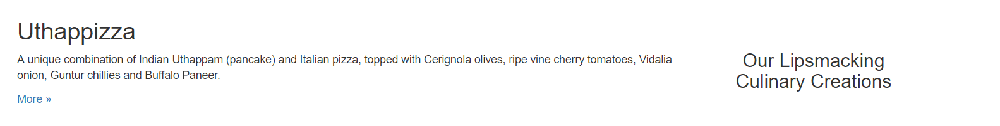 Uthappizza
A unique combination of Indian Uthappam (pancake) and Italian pizza, topped with Cerignola olives, ripe vine cherry tomatoes, Vidalia
onion, Guntur chillies and Buffalo Paneer.
More »
Our Lipsmacking
Culinary Creations